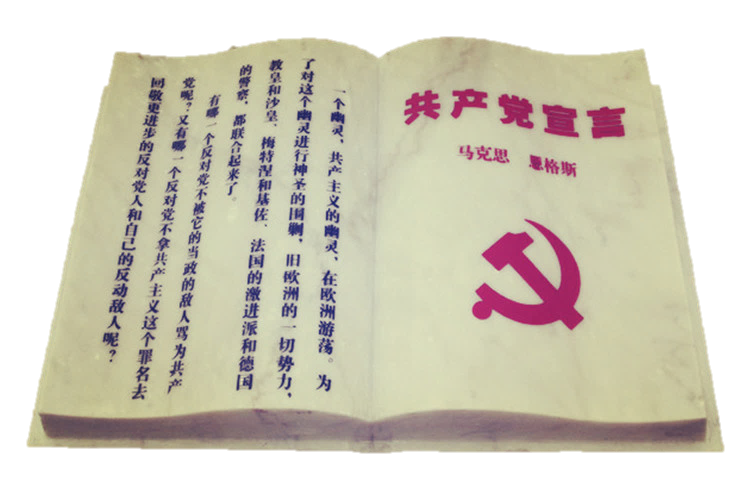 共产党宣言
马克思 恩格斯
一个幽灵，共产主义的幽灵，在欧洲游荡。为
了对这个幽灵进行神圣的围剿，旧欧洲的一切势力，
教皇和沙皇、梅特涅和基佐、法国的激进派和德国
的警察，都联合起来了。
有哪一个反对党不被它的当政的敌人骂为共产
党呢？又有哪一个反对党不拿共产主义这个罪名去
回敬更进步的反对党人和自己的反动敌人呢？